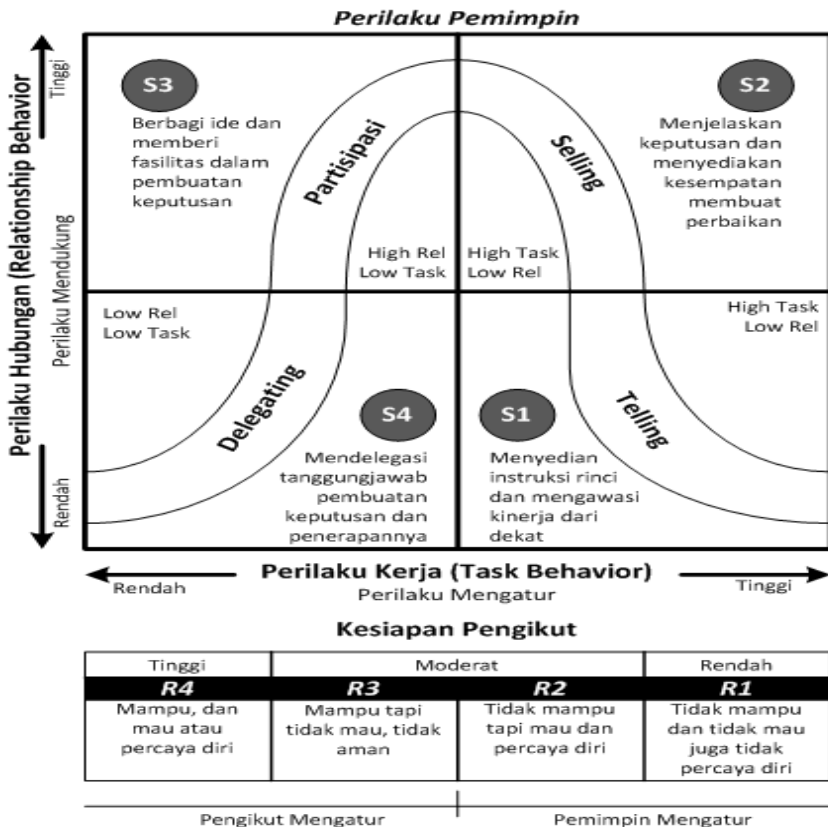 Perilaku Pemimpin
Perilaku Hubungan (Relationship Behavior)
Perilaku Mendukung
Tinggi
Rendah
S3
Berbagi ide dan
memberi
fasilitas dalam
pembuatan
keputusan
Partisipasi
High Rel
Low Task
S2
Menjelaskan
keputusan dan
menyediakan
kesempatan
membuat
perbaikan
Selling
High Task
Low Rel
Low Rel
Low Task
Delegating
S4
Mendelegasi
tanggungjawab
pembuatan
keputusan dan
penerapannya
High Task
Low Rel
S1
Telling
Menyedian
instruksi rinci
dan mengawasi
kinerja dari
dekat
Rendah
Perilaku Kerja (Task Behavior)
Tinggi
Perilaku Mengatur
Kesiapan Pengikut
Tinggi
Moderat
Rendah
R4
R3
R2
R1
Mampu, dan
mau atau
percaya diri
Mampu tapi
tidak mau, tidak
aman
Tidak mampu
tapi mau dan
percaya diri
Tidak mampu
dan tidak mau
juga tidak
percaya diri
Pengikut Mengatur
Pemimpin Mengatur